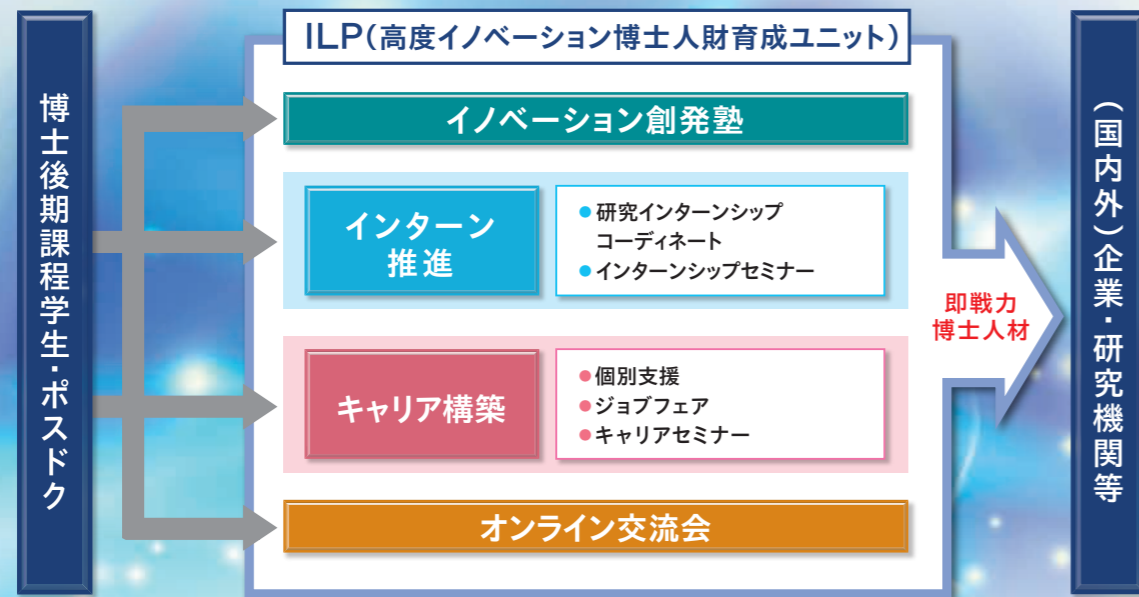 ILP(高度イノベーション博士人財育成ユニット)
博士後期課程学生・ポスドク
イノベーション創発塾
インターン
推進
●研究インターンシップ
コーディネート
●インターンシップセミナー
キャリア構築
●個別支援
●ジョブフェア
●キャリアセミナー
オンライン交流会
即戦力
博士人材
(国内外)企業・研究機関等